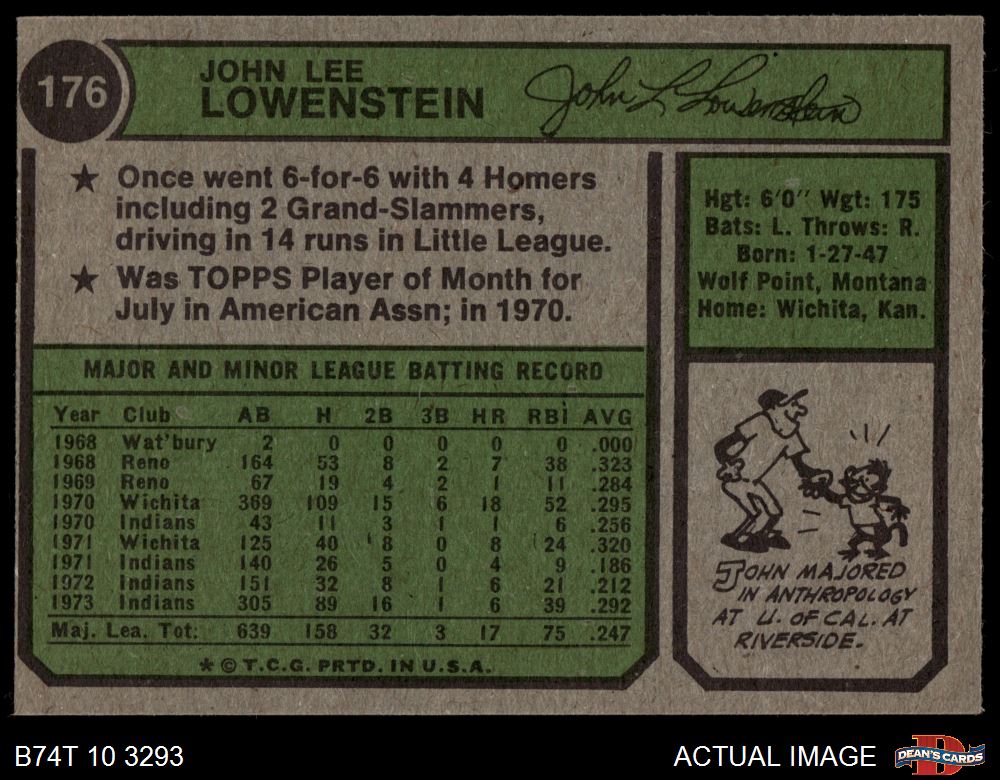 176
JOHN LEE
LOWENSTEIN
John L Lowenstein
★ Once went 6-for-6 with 4 Homers
including 2 Grand-Slammers,
driving in 14 runs in Little League.
★ Was TOPPS Player of Month for
July in American Assn; in 1970.
Hgt: 6'0" Wgt: 175
Bats: L. Throws: R.
Born: 1-27-47
Wolf Point, Montana
Home: Wichita, Kan.
MAJOR AND MINOR LEAGUE BATTING RECORD
Year Club AB H 2B 3B HR RBI AVG
1968 Wat'bury 2 0 0 0 0 0 .000
1968 Reno 164 53 8 2 7 38 .323
1969 Reno 67 19 4 2 1 11 .284
1970 Wichita 369 109 15 6 18 52 .295
1970 Indians 43 11 3 1 1 6 .256
1971 Wichita 125 40 8 0 8 24 .320
1971 Indians 140 26 5 0 4 9 .186
1972 Indians 151 32 8 1 6 21 .212
1973 Indians 305 89 16 1 6 39 .292
Maj. Lea. Tot: 639 158 32 3 17 75 .247
* © T.C.G. PRTD. IN U.S.A.
JOHN MAJORED
IN ANTHROPOLOGY
AT U. OF CAL. AT
RIVERSIDE.
B74T 10 3293
ACTUAL IMAGE
DEAN'S CARDS